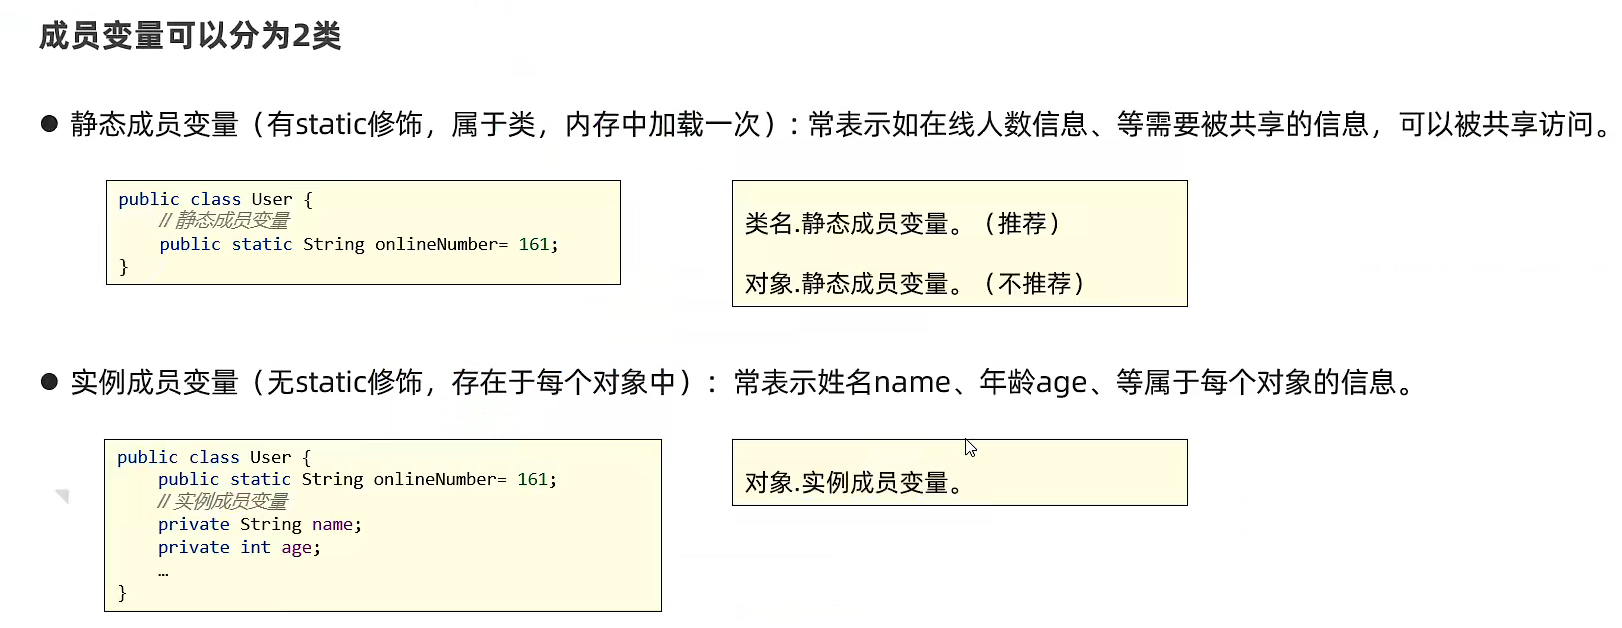 成员变量可以分为2类
● 静态成员变量（有static修饰，属于类，内存中加载一次）：常表示如在线人数信息、等需要被共享的信息，可以被共享访问。
public class User {
// 静态成员变量
public static String onlineNumber= 161;
}
类名.静态成员变量。（推荐）
对象.静态成员变量。（不推荐）
● 实例成员变量（无static修饰，存在于每个对象中）：常表示姓名name、年龄age、等属于每个对象的信息。
public class User {
public static String onlineNumber= 161;
// 实例成员变量
private String name;
private int age;
…
}
对象.实例成员变量。